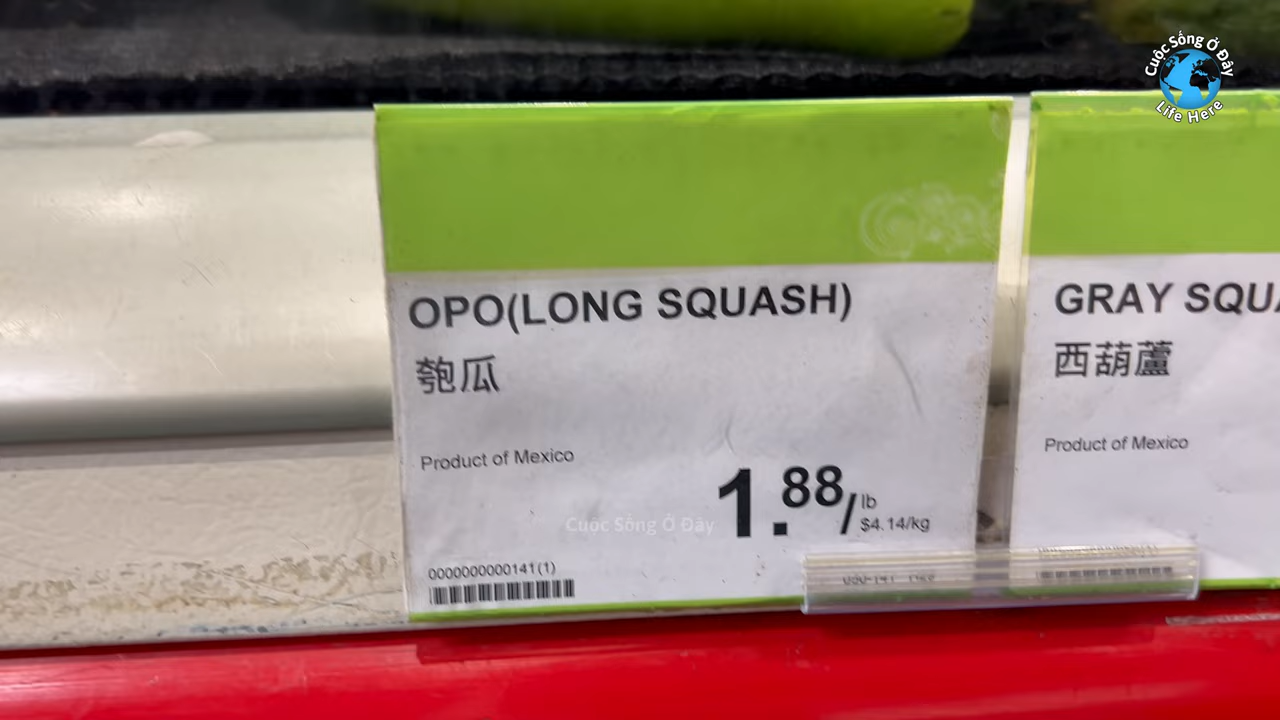 Cuộc Sống Ở Đây
Life Here
OPO(LONG SQUASH)
匏瓜
Product of Mexico
1.88/lb
$4.14/kg
Cuộc Sống Ở Đây
0000000000141(1)
GRAY SQUA
西葫蘆
Product of Mexico